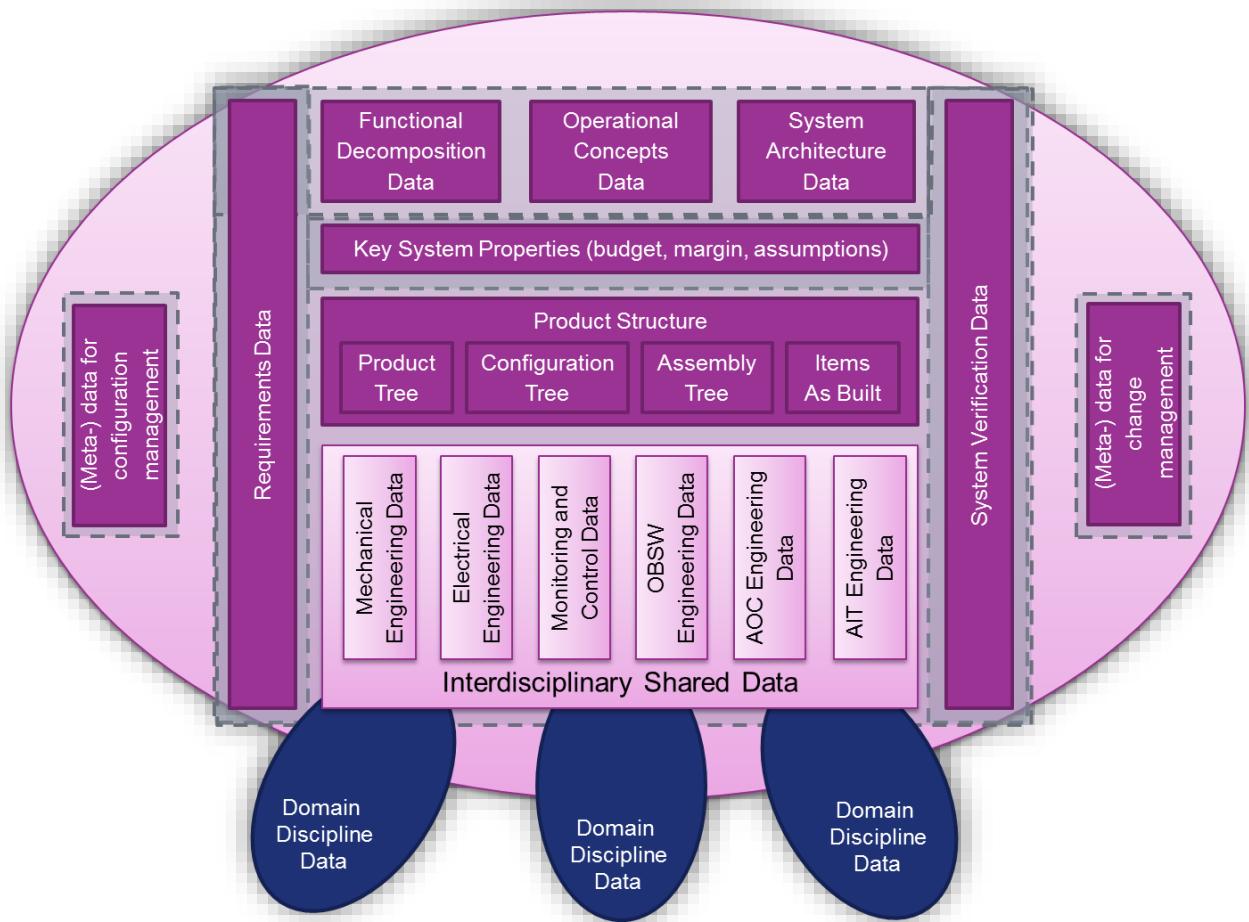 Functional
Decomposition
Data
Operational
Concepts
Data
System
Architecture
Data
Key System Properties (budget, margin, assumptions)
(Meta-) data for
configuration
management
Requirements Data
Product Structure
Product
Tree
Configuration
Tree
Assembly
Tree
Items
As Built
System Verification Data
(Meta-) data for
change
management
Mechanical
Engineering Data
Electrical
Engineering Data
Monitoring and
Control Data
OBSW
Engineering Data
AOC Engineering
Data
AIT Engineering
Data
Interdisciplinary Shared Data
Domain
Discipline
Data
Domain
Discipline
Data
Domain
Discipline
Data